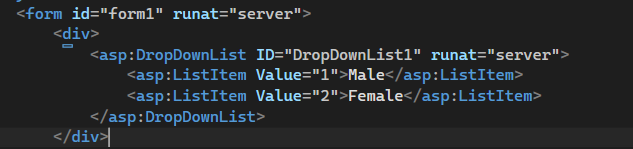 <form id="form1" runat="server">
<div>
<asp:DropDownList ID="DropDownList1" runat="server">
<asp:ListItem Value="1">Male</asp:ListItem>
<asp:ListItem Value="2">Female</asp:ListItem>
</asp:DropDownList>
</div>